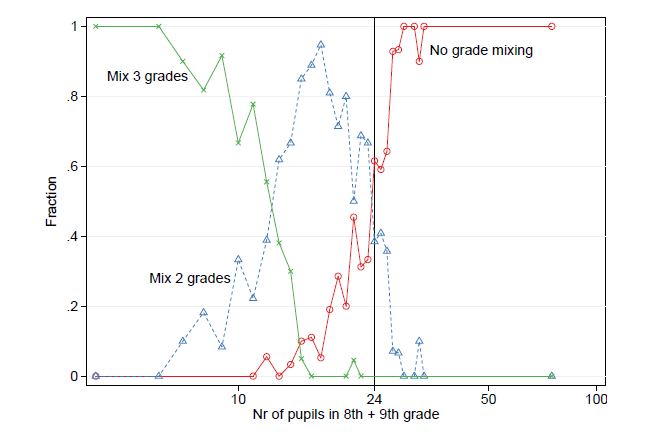 1
No grade mixing
Mix 3 grades
.8
.6
Fraction
.4
Mix 2 grades
.2
0
10 24 50 100
Nr of pupils in 8th + 9th grade